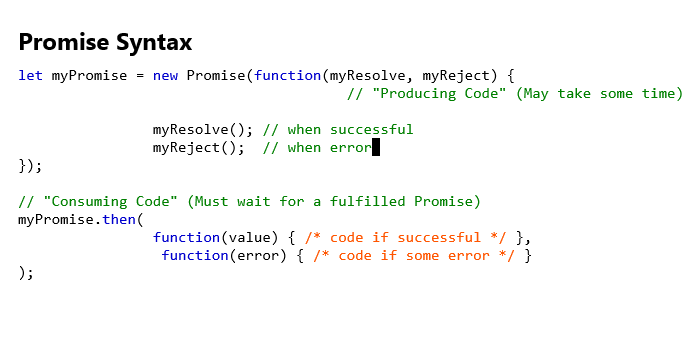 Promise Syntax
let myPromise = new Promise(function(myResolve, myReject) {
// "Producing Code" (May take some time)
myResolve(); // when successful
myReject();  // when error
});
// "Consuming Code" (Must wait for a fulfilled Promise)
myPromise.then(
function(value) { /* code if successful */ },
function(error) { /* code if some error */ }
);